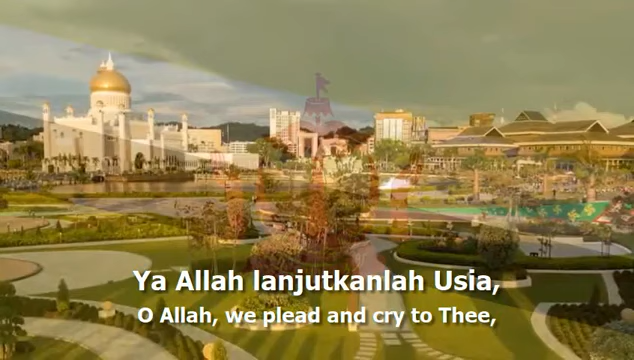 Ya Allah lanjutkanlah Usia,
O Allah, we plead and cry to Thee,